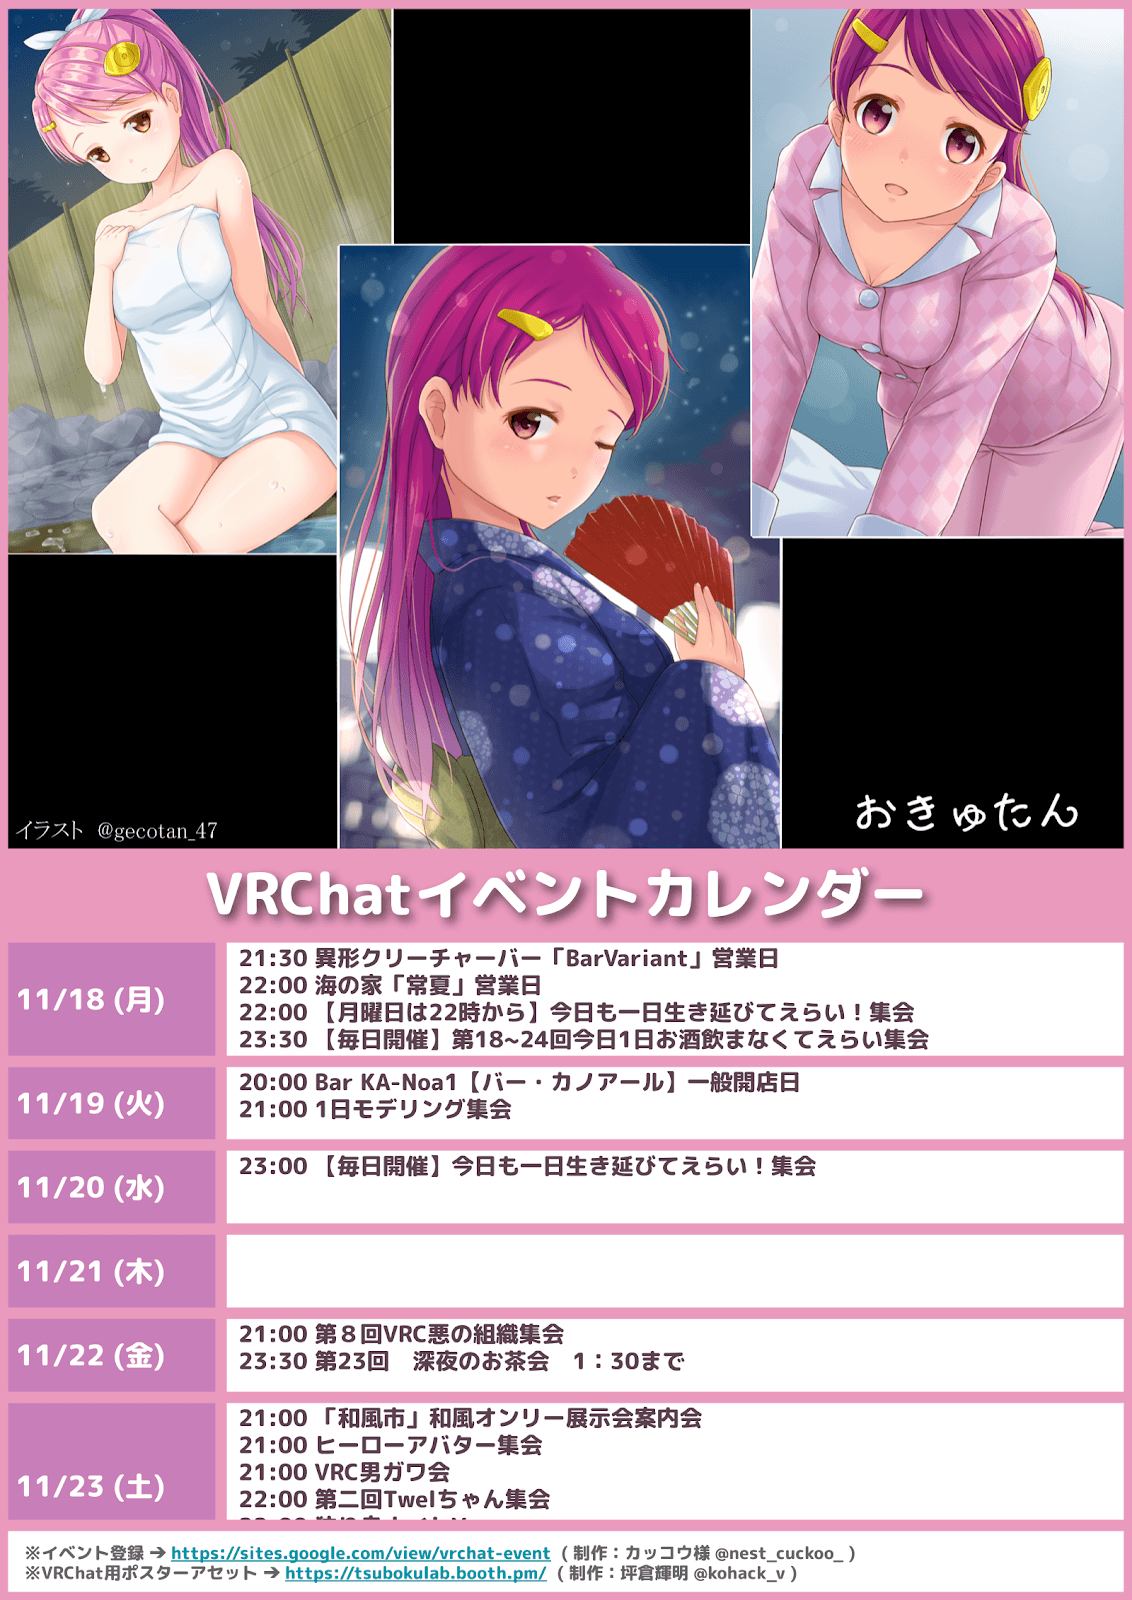 イラスト @gecotan_47
おきゅたん
VRChatイベントカレンダー
11/18 (月)
21:30 異形クリーチャーバー「BarVariant」営業日
22:00 海の家「常夏」営業日
22:00 【月曜日は22時から】今日も一日生き延びてえらい！集会
23:30 【毎日開催】第18~24回今日1日お酒飲まなくてえらい集会
11/19 (火)
20:00 Bar KA-Noa1【バー・カノアール】一般開店日
21:00 1日モデリング集会
11/20 (水)
23:00 【毎日開催】今日も一日生き延びてえらい！集会
11/21 (木)
11/22 (金)
21:00 第８回VRC悪の組織集会
23:30 第23回　深夜のお茶会　1：30まで
11/23 (土)
21:00 「和風市」和風オンリー展示会案内会
21:00 ヒーローアバター集会
21:00 VRC男ガワ会
22:00 第二回Twelちゃん集会
※イベント登録 → https://sites.google.com/view/vrchat-event （制作：カッコウ様 @nest_cuckoo_ ）
※VRChat用ポスターアセット → https://tsubokulab.booth.pm/ （制作：坪倉輝明 @kohack_v ）